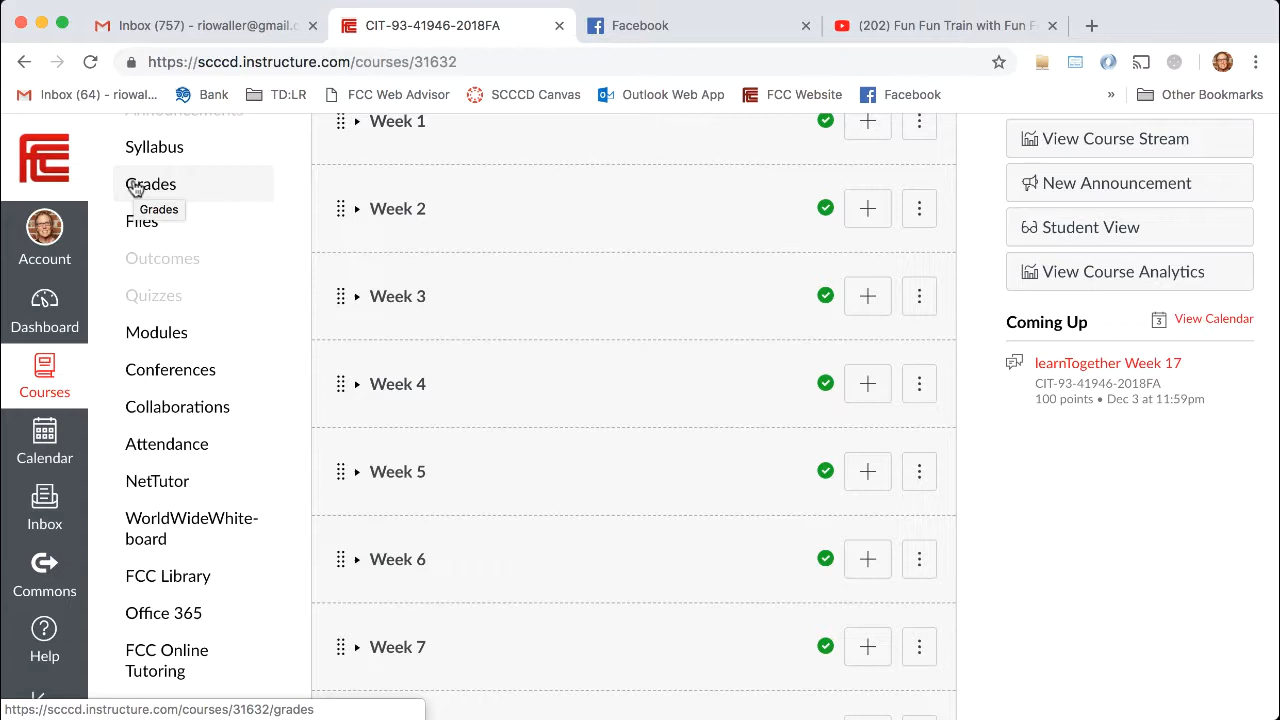 Inbox (757) - riowaller@gmail.c
CIT-93-41946-2018FA
Facebook
(202) Fun Fun Train with Fun F
https://scccd.instructure.com/courses/31632
Inbox (64) - riowal...
Bank
TD:LR
FCC Web Advisor
SCCCD Canvas
Outlook Web App
FCC Website
Facebook
»
Other Bookmarks
FCC
Account
Dashboard
Courses
Calendar
Inbox
Commons
Help
Announcements
Syllabus
Grades
Grades
Files
Outcomes
Quizzes
Modules
Conferences
Collaborations
Attendance
NetTutor
WorldWideWhite-
board
FCC Library
Office 365
FCC Online
Tutoring
Week 1
Week 2
Week 3
Week 4
Week 5
Week 6
Week 7
View Course Stream
New Announcement
Student View
View Course Analytics
Coming Up
3
View Calendar
learnTogether Week 17
CIT-93-41946-2018FA
100 points • Dec 3 at 11:59pm
https://scccd.instructure.com/courses/31632/grades